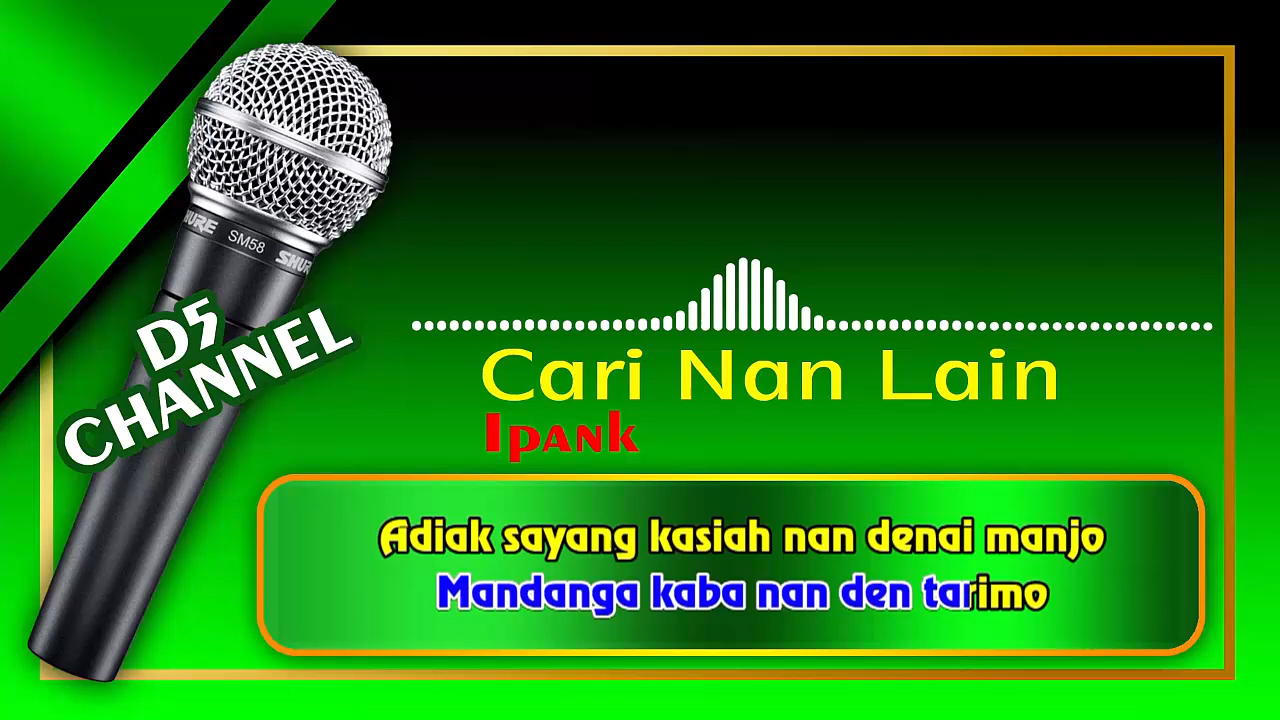 SHURE SM58 SHUR
D5
CHANNEL
Cari Nan Lain
Ipank
Adiak sayang kasiah nan denai manjo
Mandanga kaba nan den tarimo